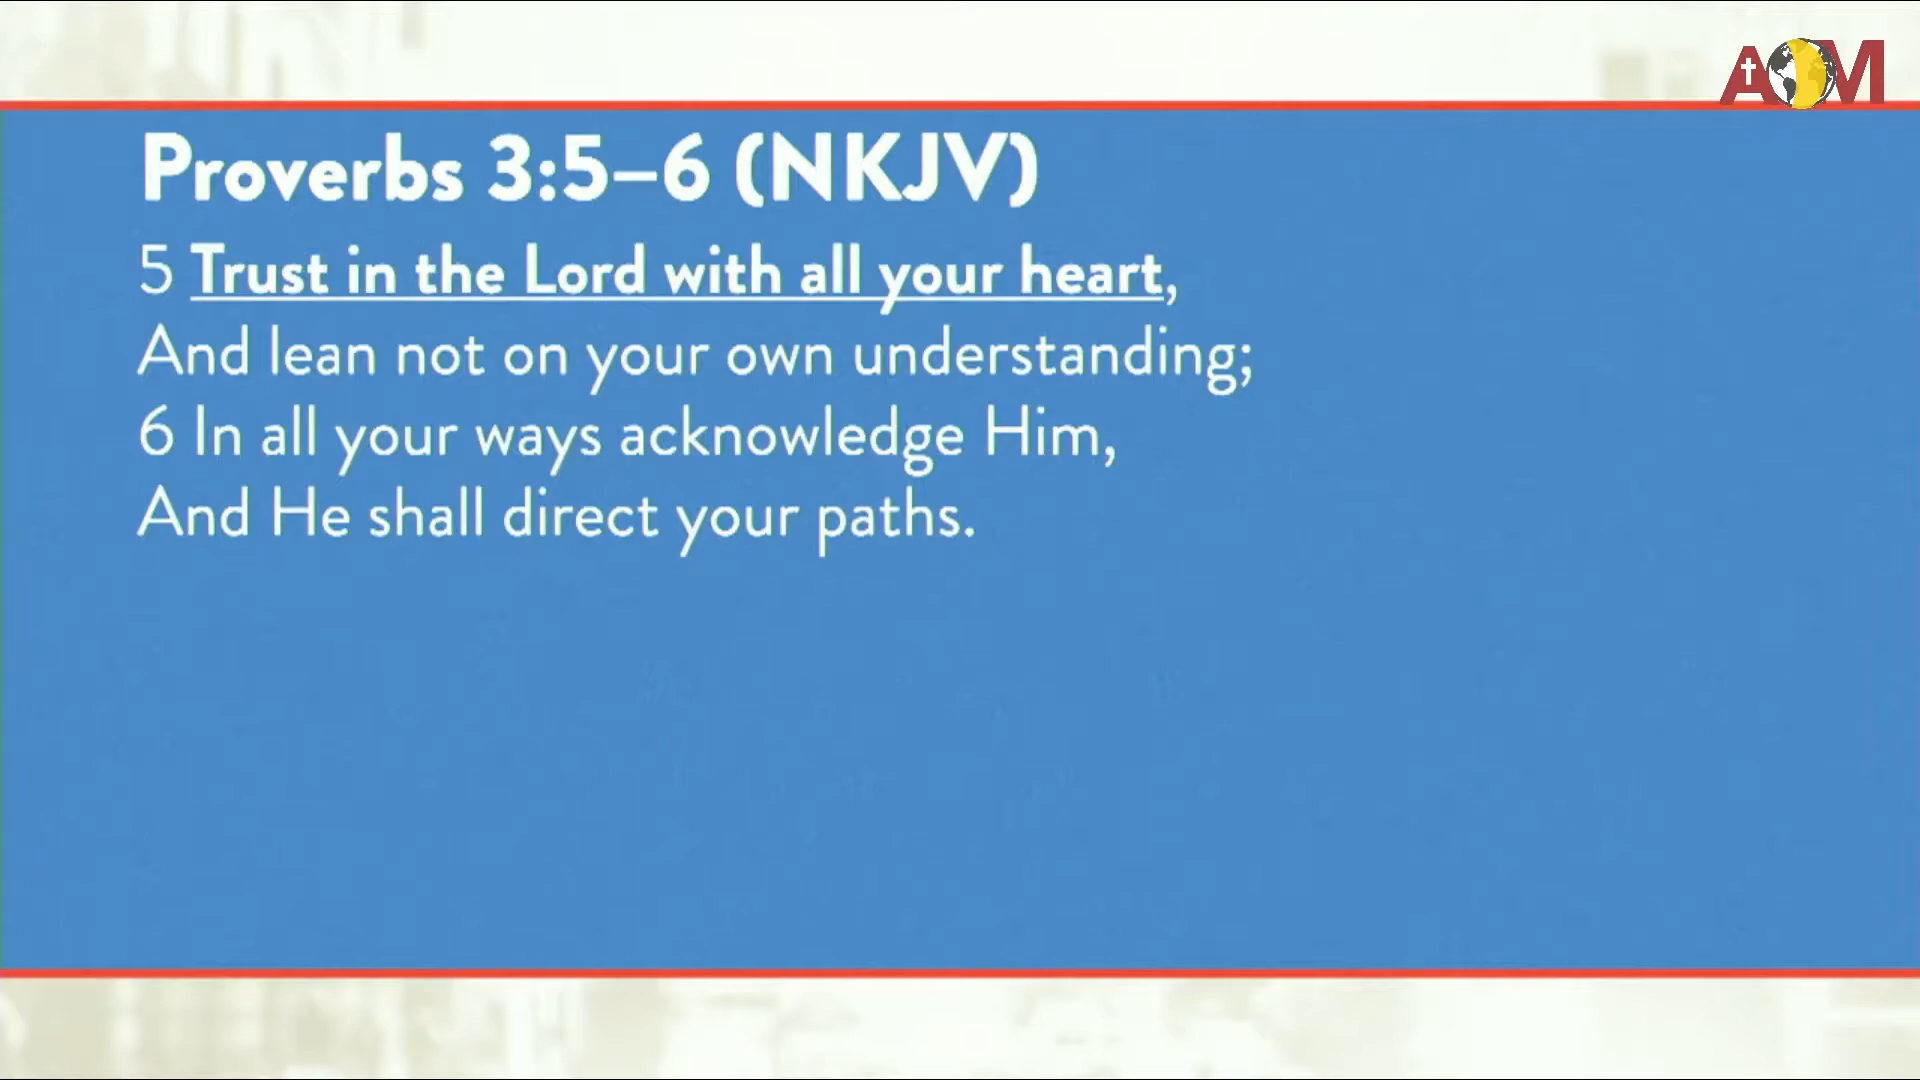 AOM
Proverbs 3:5–6 (NKJV)
5 Trust in the Lord with all your heart,
And lean not on your own understanding;
6 In all your ways acknowledge Him,
And He shall direct your paths.